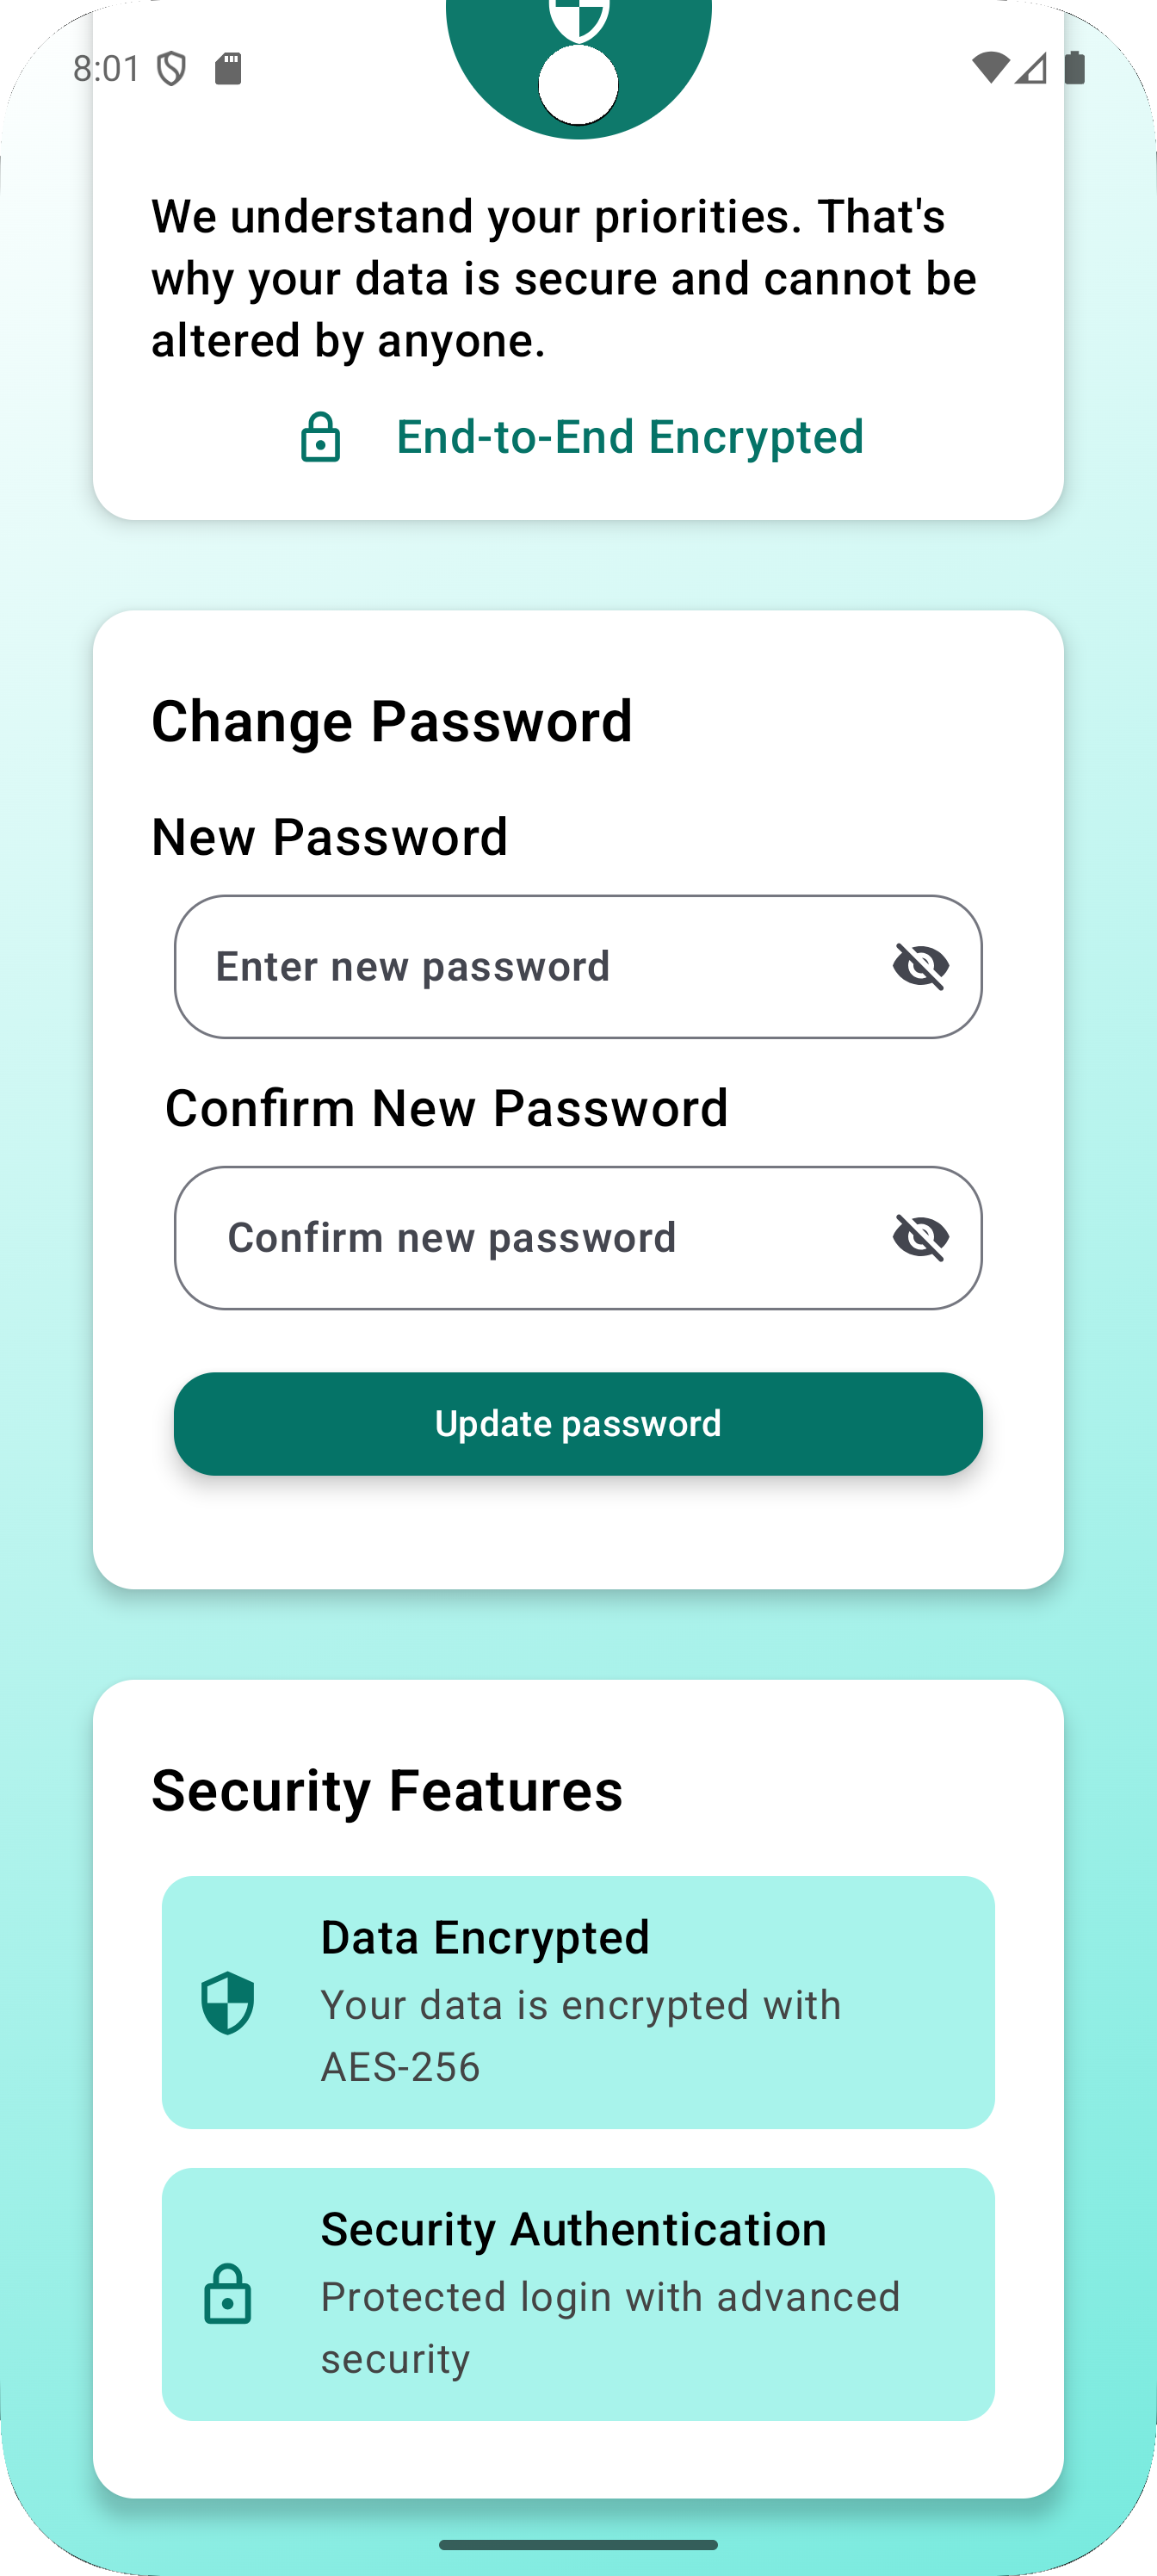 8:01
We understand your priorities. That's
why your data is secure and cannot be
altered by anyone.
End-to-End Encrypted
Change Password
New Password
Enter new password
Confirm New Password
Confirm new password
Update password
Security Features
Data Encrypted
Your data is encrypted with
AES-256
Security Authentication
Protected login with advanced
security